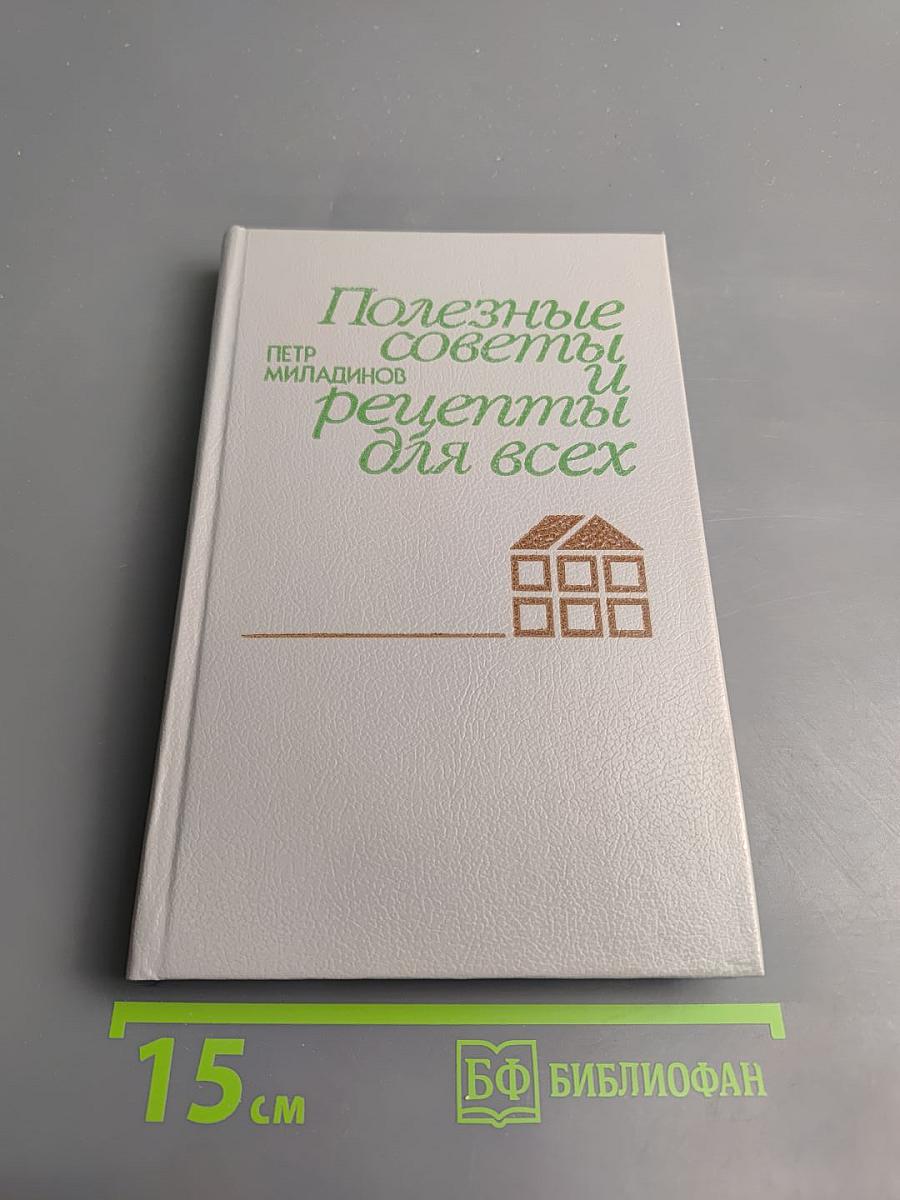 Полезные
советы
и
рецепты
для всех
ПЕТР
МИЛАДИНОВ
15 см
БФ БИБЛИОФАН